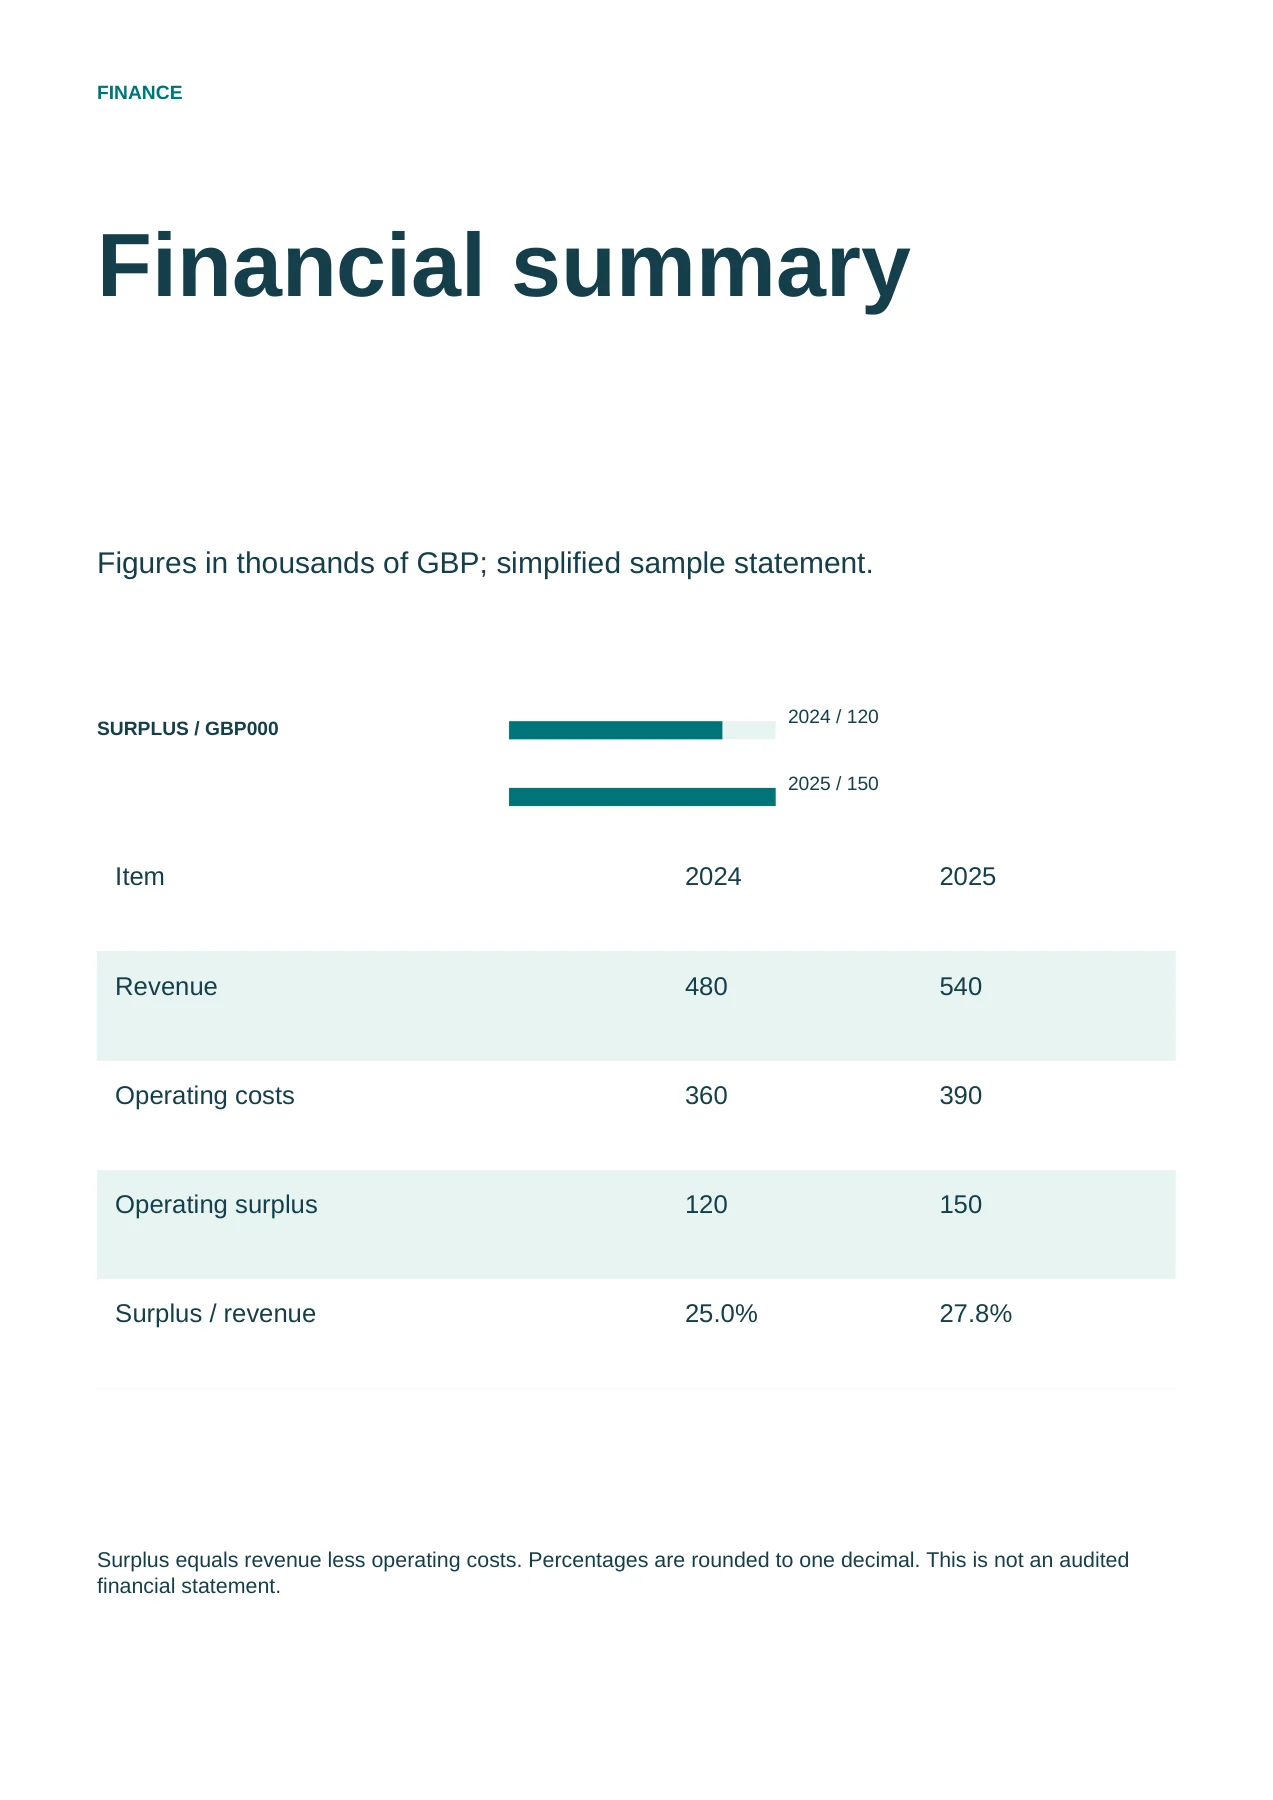 FINANCE
Financial summary
Figures in thousands of GBP; simplified sample statement.
SURPLUS / GBP000
2024 / 120
2025 / 150
Item 2024 2025
Revenue 480 540
Operating costs 360 390
Operating surplus 120 150
Surplus / revenue 25.0% 27.8%
Surplus equals revenue less operating costs. Percentages are rounded to one decimal. This is not an audited
financial statement.